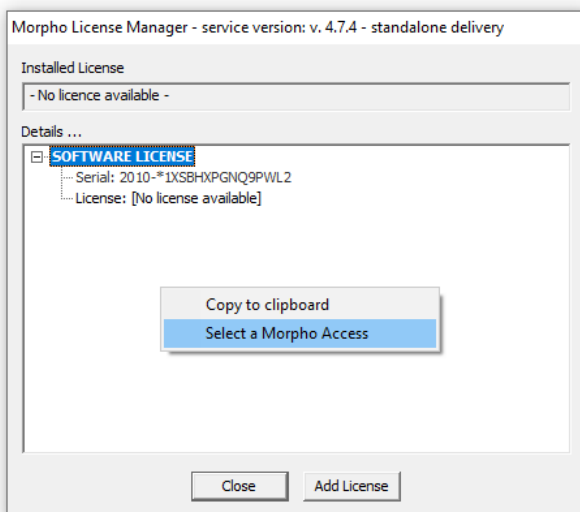 Morpho License Manager - service version: v. 4.7.4 - standalone delivery
Installed License
- No licence available -
Details ...
SOFTWARE LICENSE
Serial: 2010-*1XSBHXPGNQ9PWL2
License: [No license available]
Copy to clipboard
Select a Morpho Access
Close
Add License